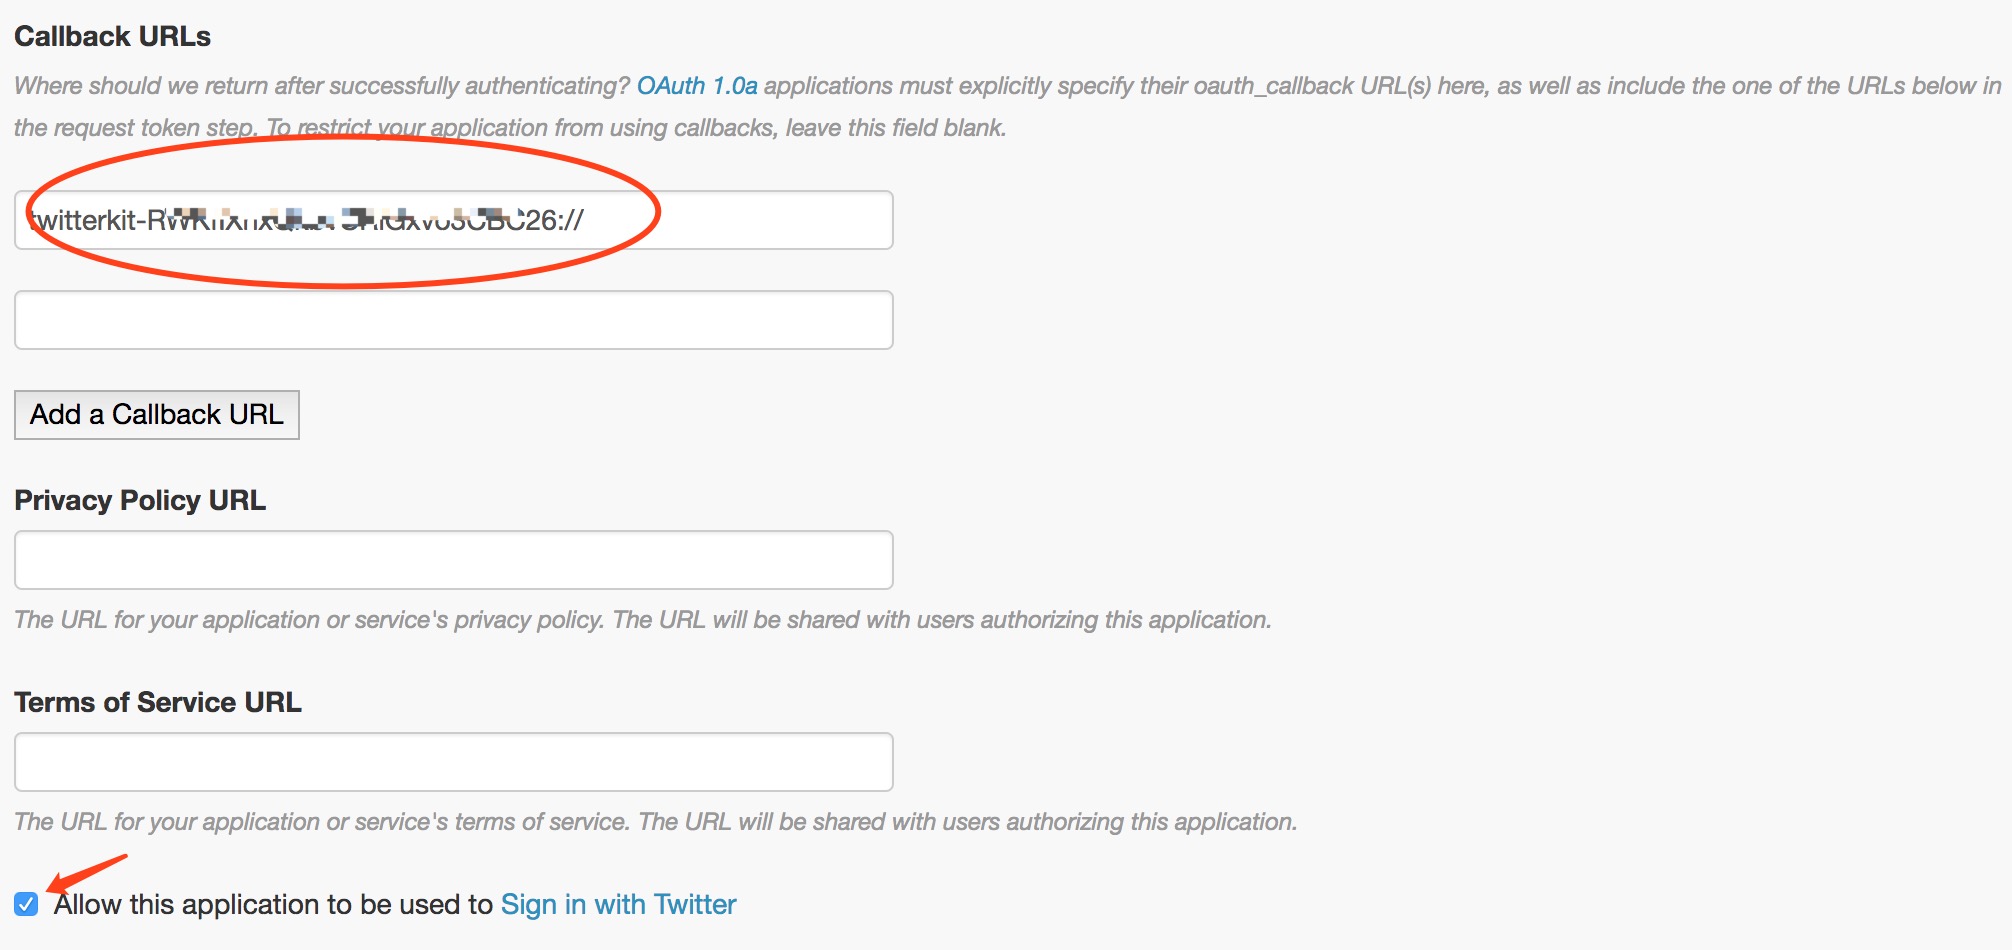 Callback URLs
Where should we return after successfully authenticating? OAuth 1.0a applications must explicitly specify their oauth_callback URL(s) here, as well as include the one of the URLs below in
the request token step. To restrict your application from using callbacks, leave this field blank.
Add a Callback URL
Privacy Policy URL
The URL for your application or service's privacy policy. The URL will be shared with users authorizing this application.
Terms of Service URL
The URL for your application or service's terms of service. The URL will be shared with users authorizing this application.
Allow this application to be used to Sign in with Twitter